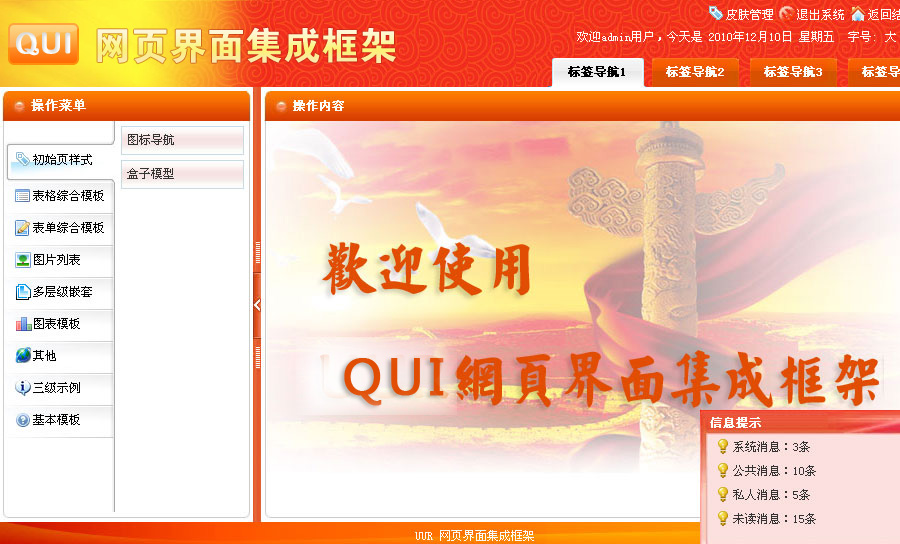 皮肤管理 退出系统 返回
欢迎admin用户，今天是 2010年12月10日 星期五 字号：大
QUI 网页界面集成框架
标签导航1 标签导航2 标签导航3 标签导
操作菜单
初始页样式
表格综合模板
表单综合模板
图片列表
多层级嵌套
图表模板
其他
三级示例
基本模板
图标导航
盒子模型
操作内容
歡迎使用
QUI網頁界面集成框架
信息提示
系统消息：3条
公共消息：10条
私人消息：5条
未读消息：15条
UUR 网页界面集成框架